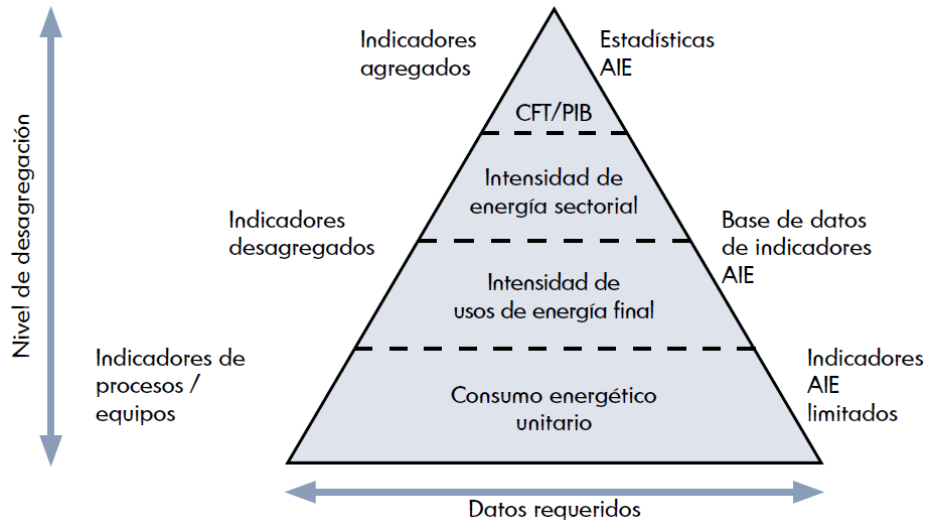 Indicadores
agregados
Estadísticas
AIE
CFT/PIB
Nivel de desagregación
Intensidad de
energía sectorial
Indicadores
desagregados
Base de datos
de indicadores
AIE
Intensidad de
usos de energía final
Indicadores de
procesos /
equipos
Indicadores
AIE
limitados
Consumo energético
unitario
Datos requeridos